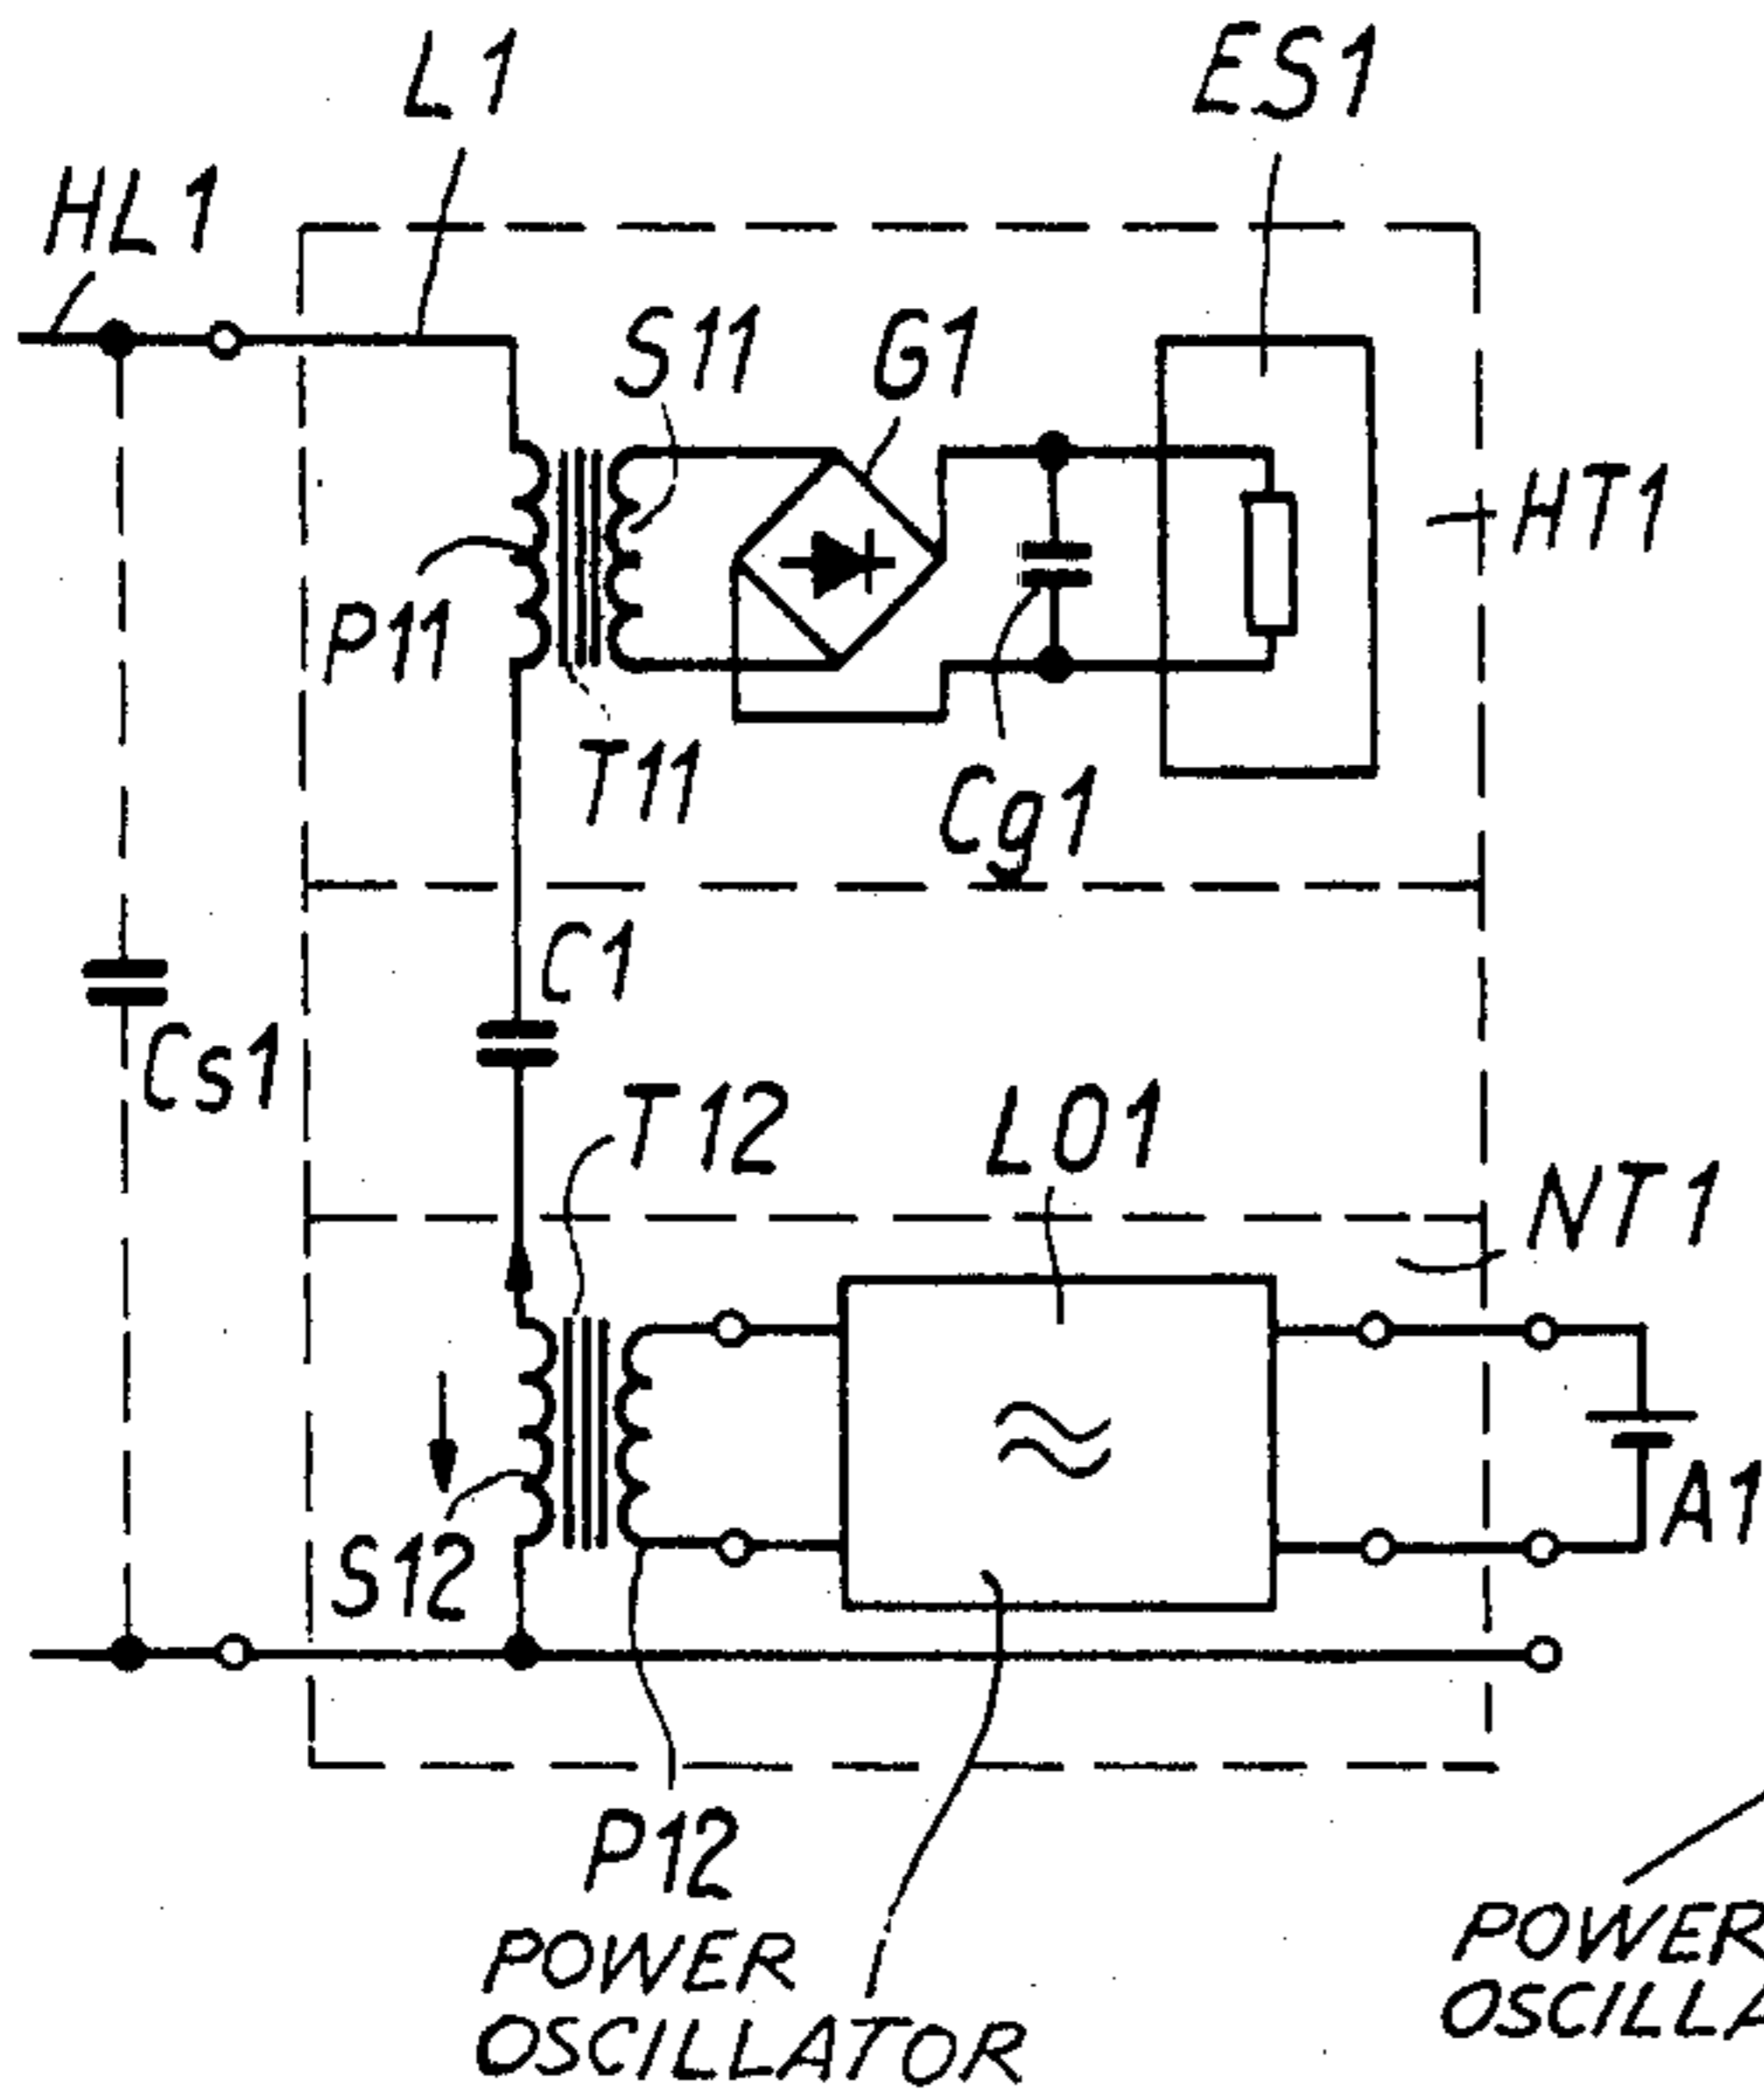 L1
ES1
HL1
S11
G1
HT1
P11
T11
Cg1
C1
Cs1
T12
LO1
NT1
A1
S12
P12
POWER
OSCILLATOR
POWER
OSCILLA